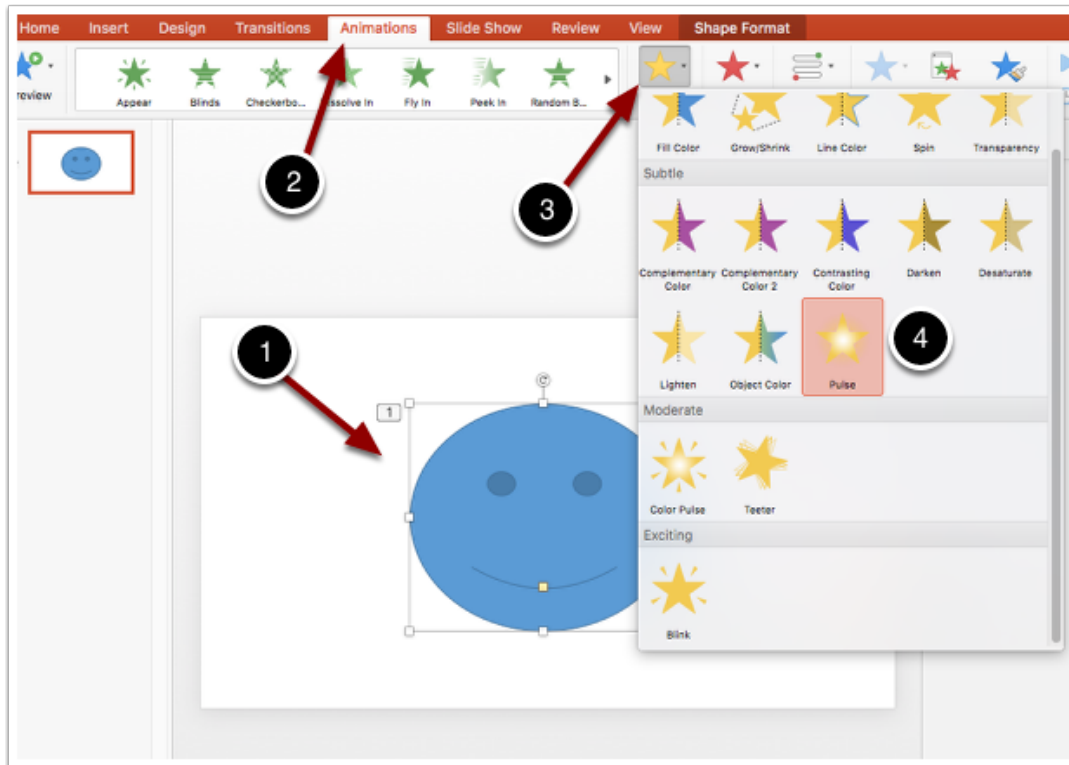 Home Insert Design Transitions Animations Slide Show Review View Shape Format
review Appear Blinds Checkerbo... issolve In Fly In Peek In Random B...
Fill Color Grow/Shrink Line Color Spin Transparency
Subtle
2
3
Complementary Color Complementary Color 2 Contrasting Color Darken Desaturate
1
4
Lighten Object Color Pulse
1
Moderate
Color Pulse Teeter
Exciting
Blink